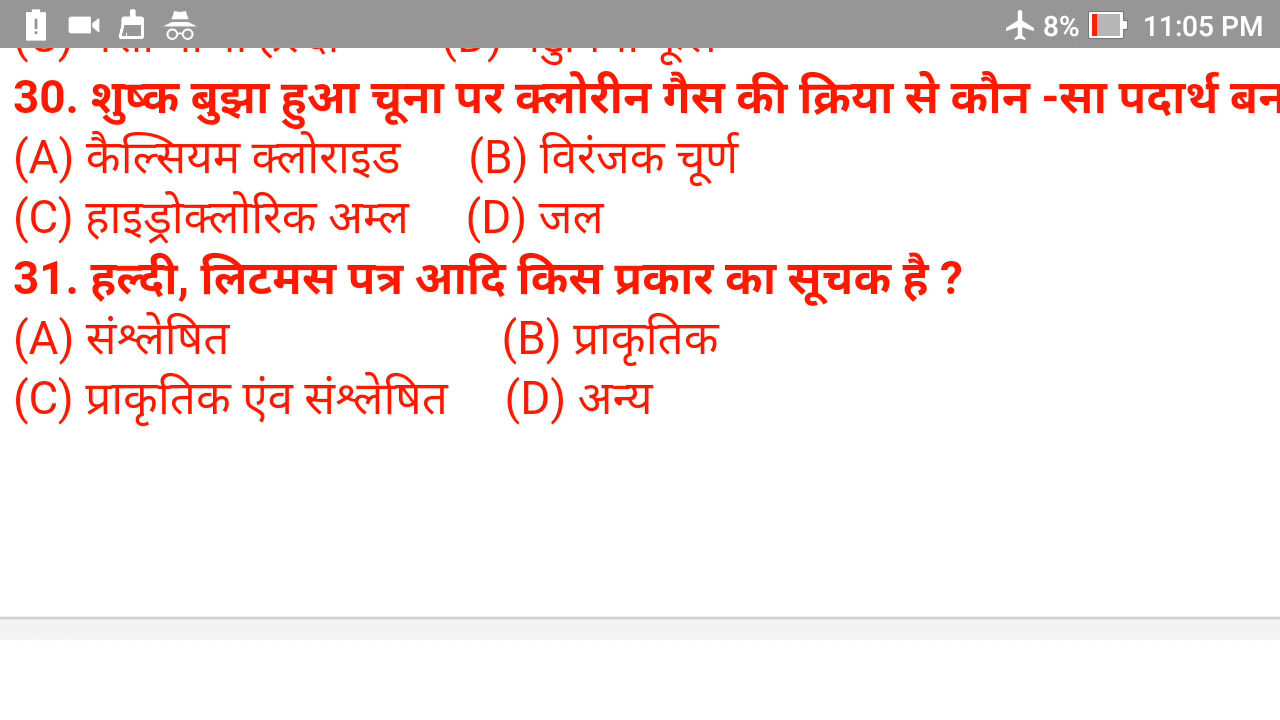 8% 11:05 PM
30. शुष्क बुझा हुआ चूना पर क्लोरीन गैस की क्रिया से कौन -सा पदार्थ बन
(A) कैल्सियम क्लोराइड (B) विरंजक चूर्ण
(C) हाइड्रोक्लोरिक अम्ल (D) जल
31. हल्दी, लिटमस पत्र आदि किस प्रकार का सूचक है ?
(A) संश्लेषित (B) प्राकृतिक
(C) प्राकृतिक एंव संश्लेषित (D) अन्य